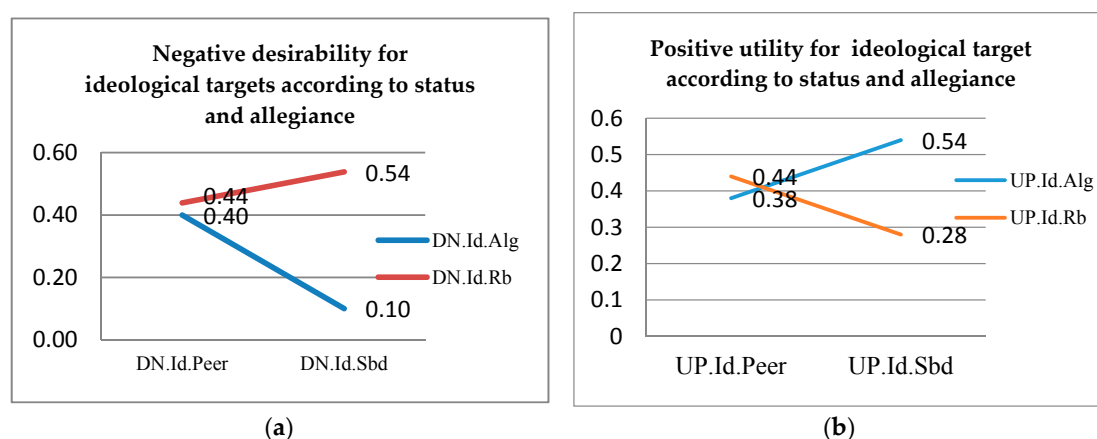 Negative desirability for
ideological targets according to status
and allegiance
0.60
0.40
0.20
0.00
0.44
0.40
0.54
0.10
DN.Id.Alg
DN.Id.Rb
DN.Id.Peer
DN.Id.Sbd
(a)
Positive utility for ideological target
according to status and allegiance
0.6
0.5
0.4
0.3
0.2
0.1
0
0.44
0.38
0.54
0.28
UP.Id.Alg
UP.Id.Rb
UP.Id.Peer
UP.Id.Sbd
(b)